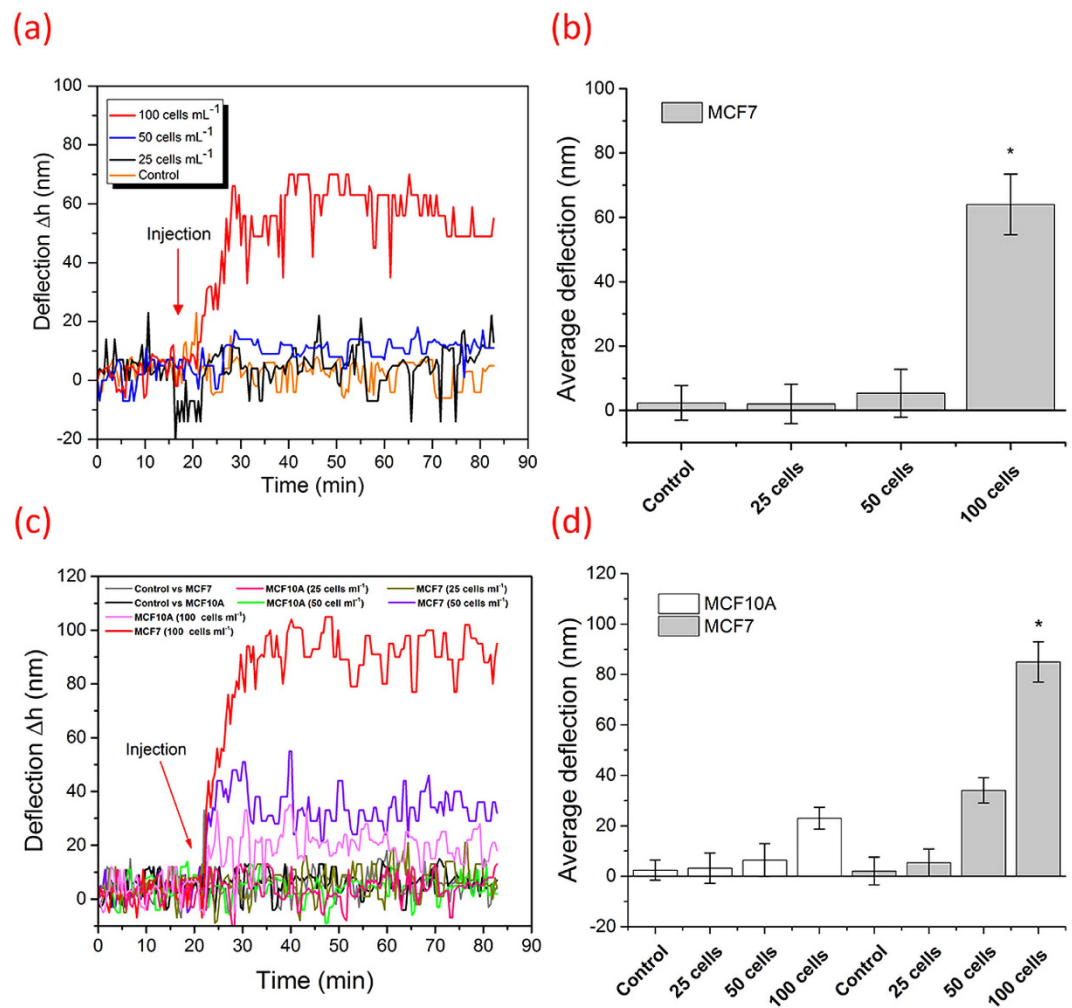 (a)
(b)
Deflection Δh (nm)
100
80
60
40
20
0
-20
100 cells mL⁻¹
50 cells mL⁻¹
25 cells mL⁻¹
Control
Injection
0 10 20 30 40 50 60 70 80 90
Time (min)
Average deflection (nm)
100
80
60
40
20
0
MCF7
*
Control
25 cells
50 cells
100 cells
(c)
(d)
Deflection Δh (nm)
120
100
80
60
40
20
0
Control vs MCF7 MCF10A (25 cells ml⁻¹) MCF7 (25 cells ml⁻¹)
Control vs MCF10A MCF10A (50 cell ml⁻¹) MCF7 (50 cells ml⁻¹)
MCF10A (100 cells ml⁻¹)
MCF7 (100 cells ml⁻¹)
Injection
0 10 20 30 40 50 60 70 80 90
Time (min)
Average deflection (nm)
120
100
80
60
40
20
0
-20
MCF10A
MCF7
*
Control
25 cells
50 cells
100 cells
Control
25 cells
50 cells
100 cells